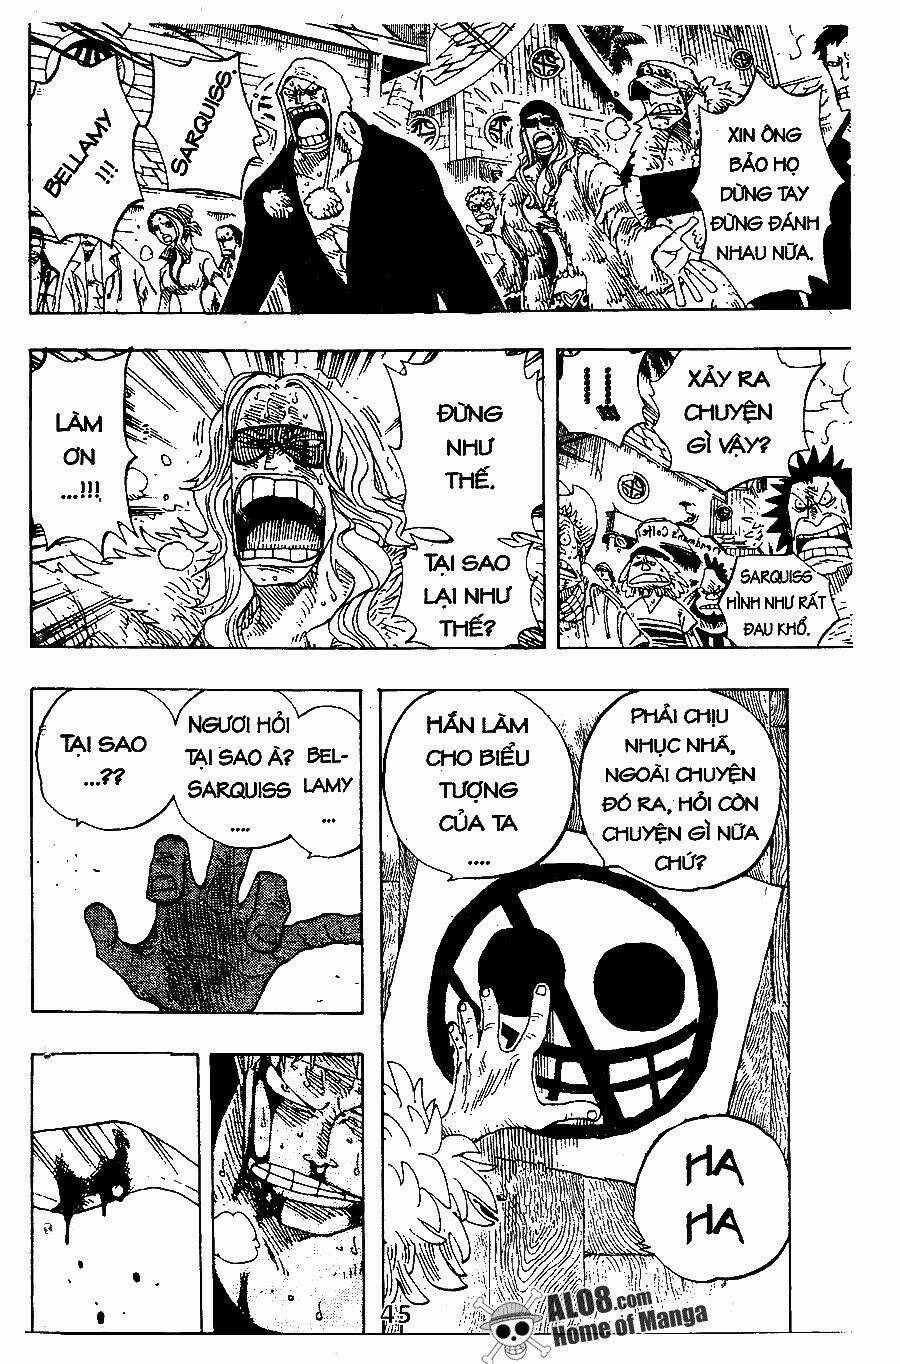 XIN ÔNG
BẢO HỌ
DỪNG TAY
ĐỪNG ĐÁNH
NHAU NỮA.
SARQUISS.
BELLAMY
!!!
XẢY RA
CHUYỆN
GÌ VẬY?
SARQUISS
HÌNH NHƯ RẤT
ĐAU KHỔ.
ĐỪNG
NHƯ
THẾ.
TẠI SAO
LẠI NHƯ
THẾ?
LÀM
ƠN
...!!!
PHẢI CHỊU
NHỤC NHÃ,
NGOÀI CHUYỆN
ĐÓ RA, HỎI CÒN
CHUYỆN GÌ NỮA
CHỨ?
HẮN LÀM
CHO BIỂU
TƯỢNG
CỦA TA
....
HA
HA
BEL-
LAMY
...
NGƯƠI HỎI
TẠI SAO À?
SARQUISS
....
TẠI SAO
...??
45
ALO8.com
Home of Manga